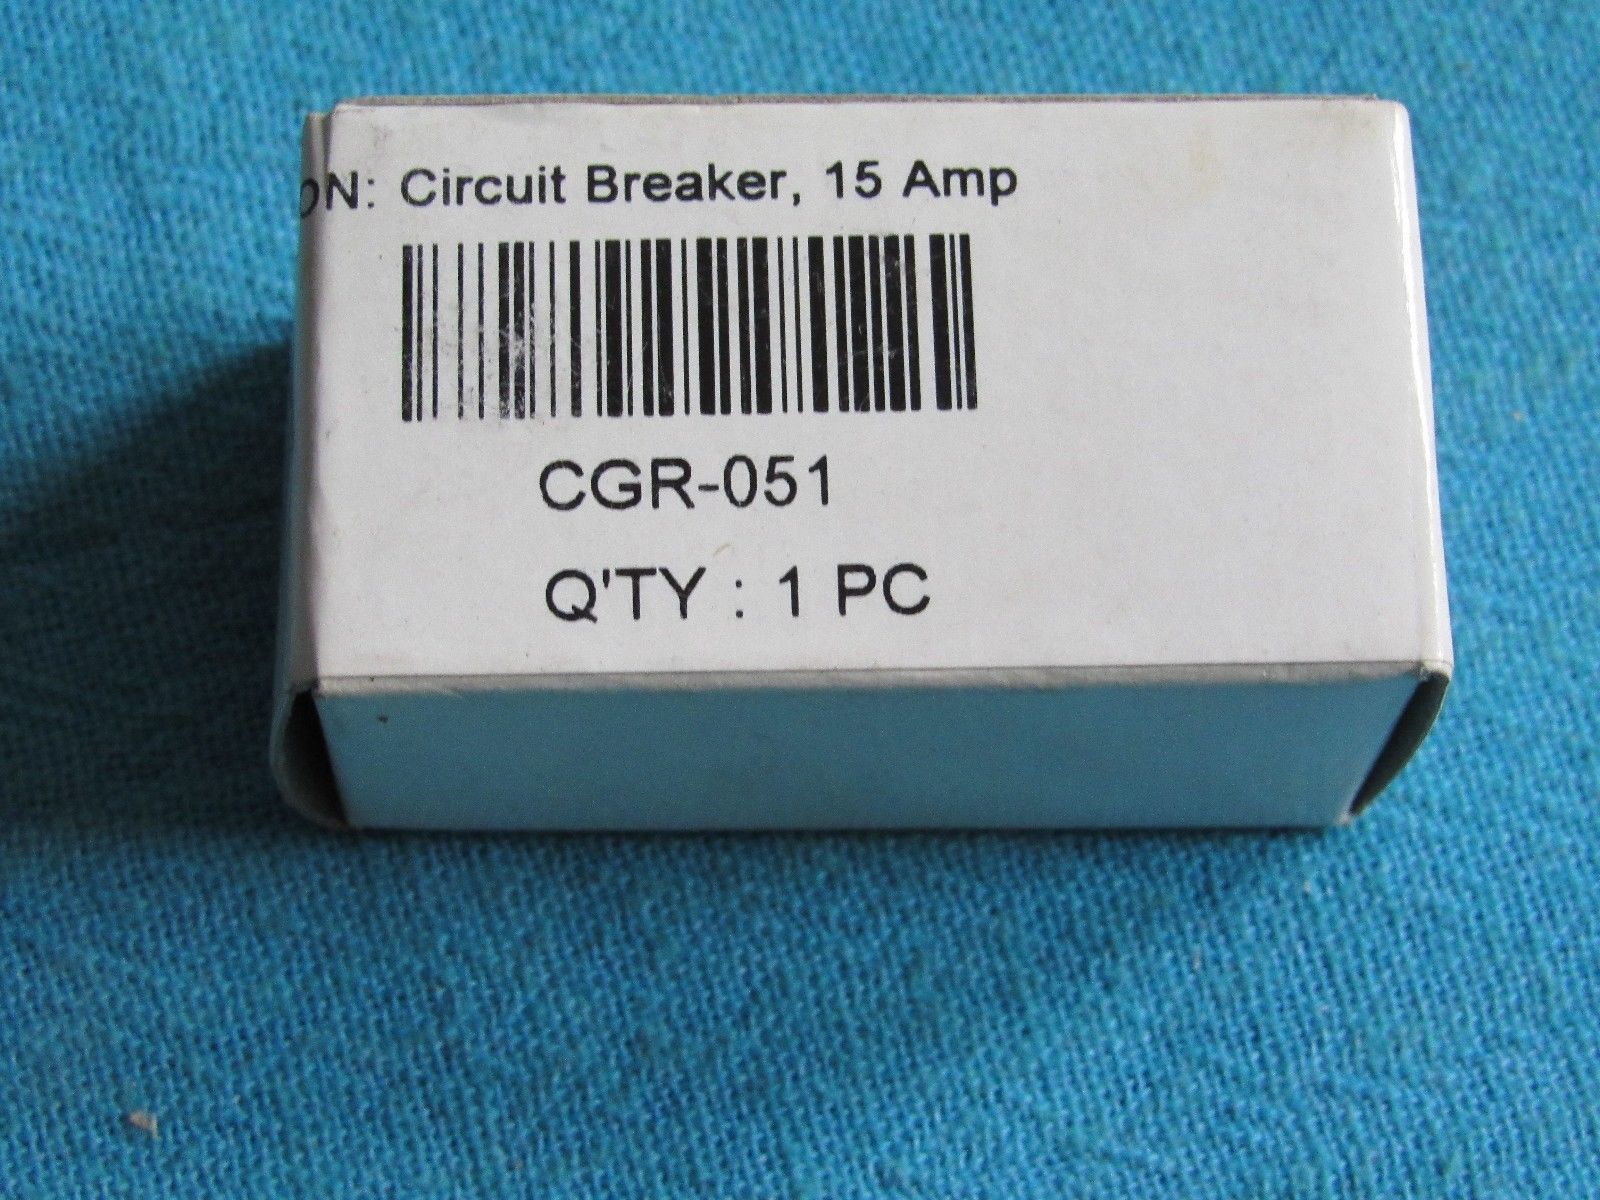 ON: Circuit Breaker, 15 Amp
CGR-051
Q'TY : 1 PC